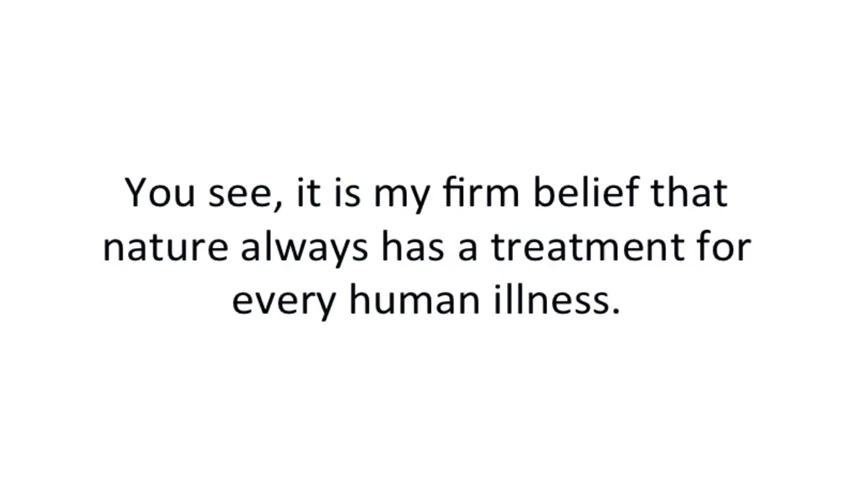 You see, it is my firm belief that
nature always has a treatment for
every human illness.